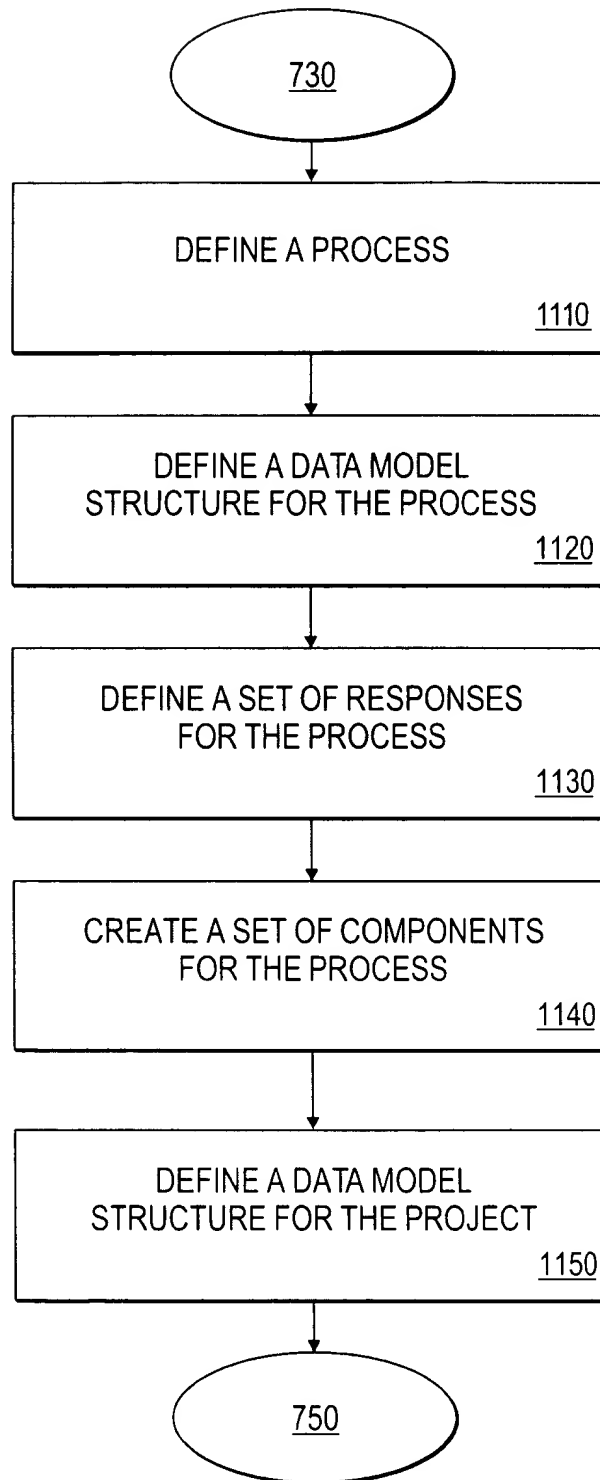 730
DEFINE A PROCESS
1110
DEFINE A DATA MODEL
STRUCTURE FOR THE PROCESS
1120
DEFINE A SET OF RESPONSES
FOR THE PROCESS
1130
CREATE A SET OF COMPONENTS
FOR THE PROCESS
1140
DEFINE A DATA MODEL
STRUCTURE FOR THE PROJECT
1150
750